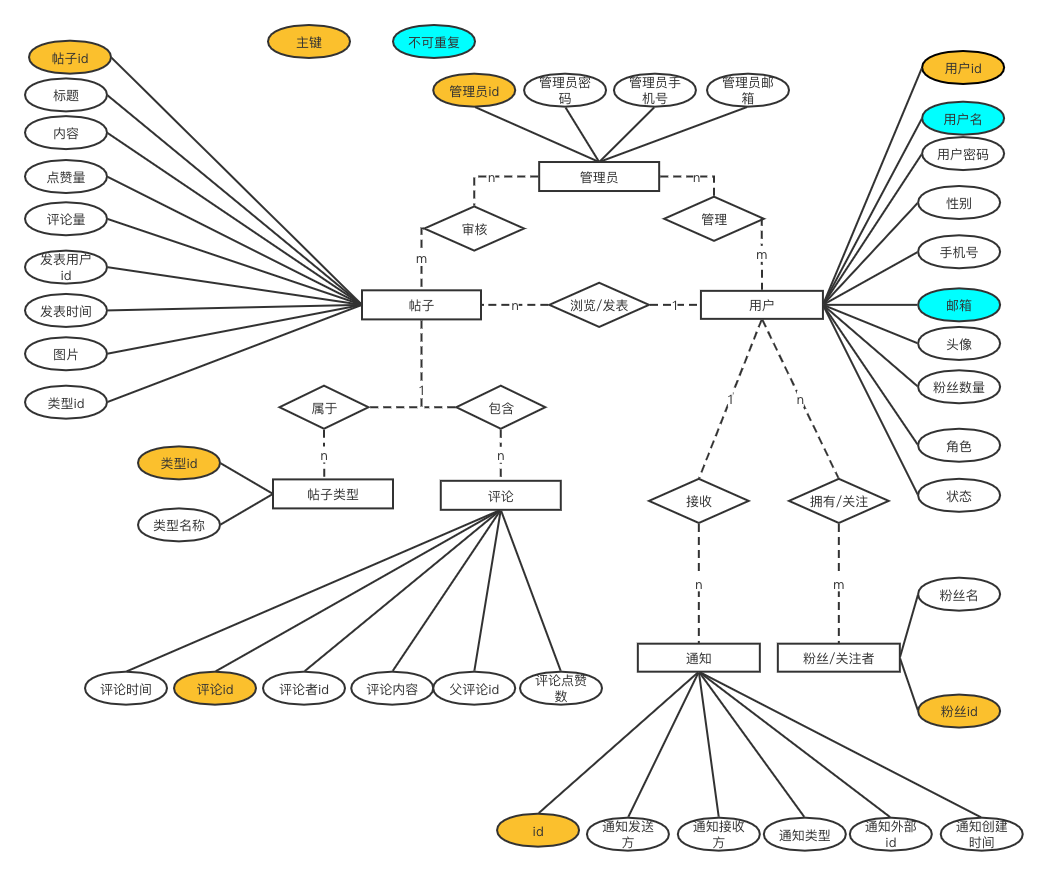 主键
不可重复
帖子id
标题
内容
点赞量
评论量
发表用户
id
发表时间
图片
类型id
管理员id
管理员密
码
管理员手
机号
管理员邮
箱
管理员
n
n
审核
管理
m
m
帖子
n
浏览/发表
1
用户
用户id
用户名
用户密码
性别
手机号
邮箱
头像
粉丝数量
角色
状态
1
属于
包含
n
n
类型id
类型名称
帖子类型
评论
1
n
接收
拥有/关注
n
m
评论时间
评论id
评论者id
评论内容
父评论id
评论点赞
数
通知
粉丝/关注者
粉丝名
粉丝id
id
通知发送
方
通知接收
方
通知类型
通知外部
id
通知创建
时间